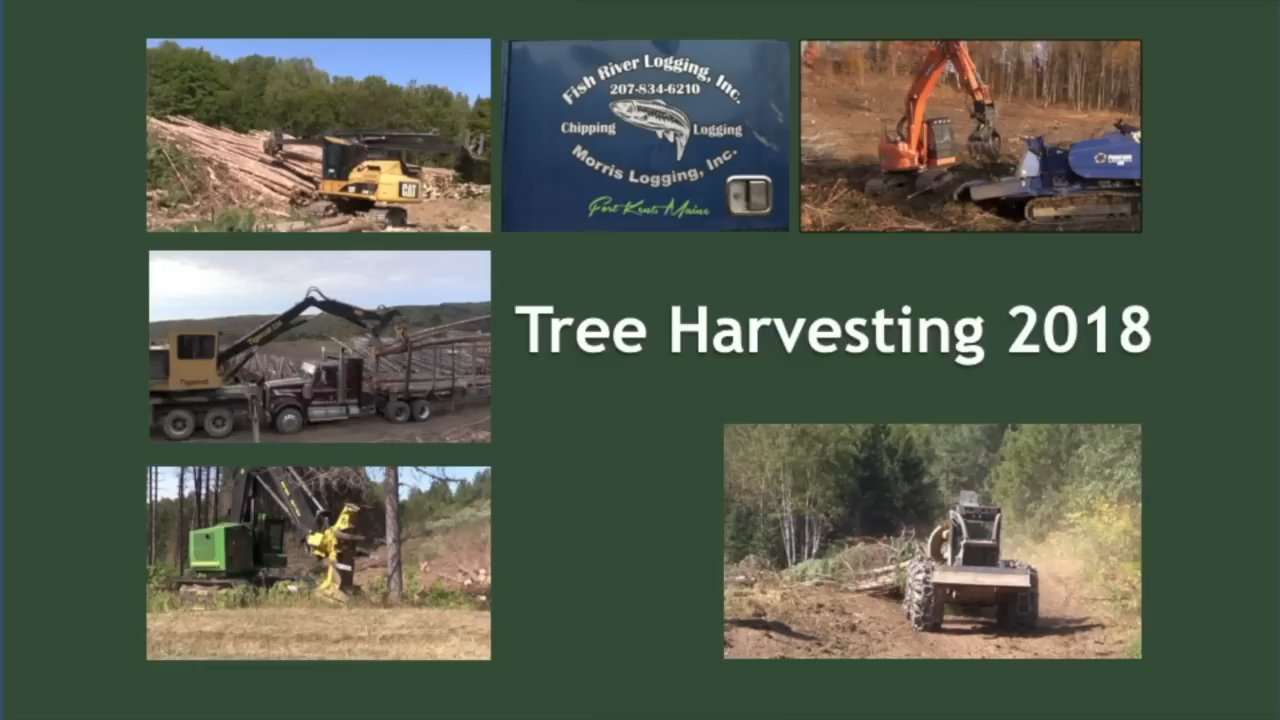 Fish River Logging, Inc.
207-834-6210
Chipping Logging
Morris Logging, Inc.
Fort Kent, Maine
CAT
Tree Harvesting 2018
Tigercat